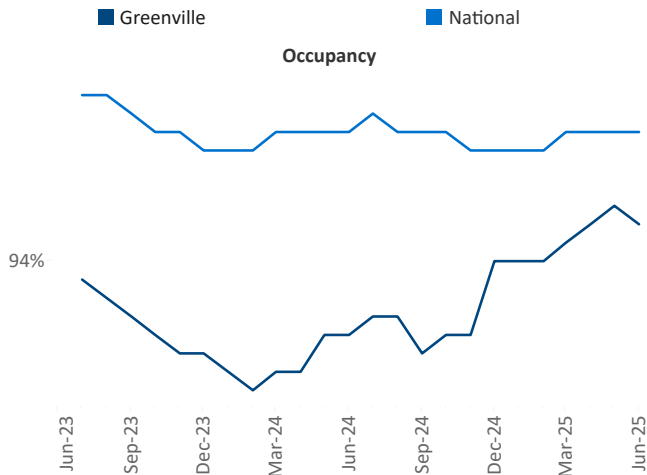 Greenville National
Occupancy
94%
Jun-23 Sep-23 Dec-23 Mar-24 Jun-24 Sep-24 Dec-24 Mar-25 Jun-25